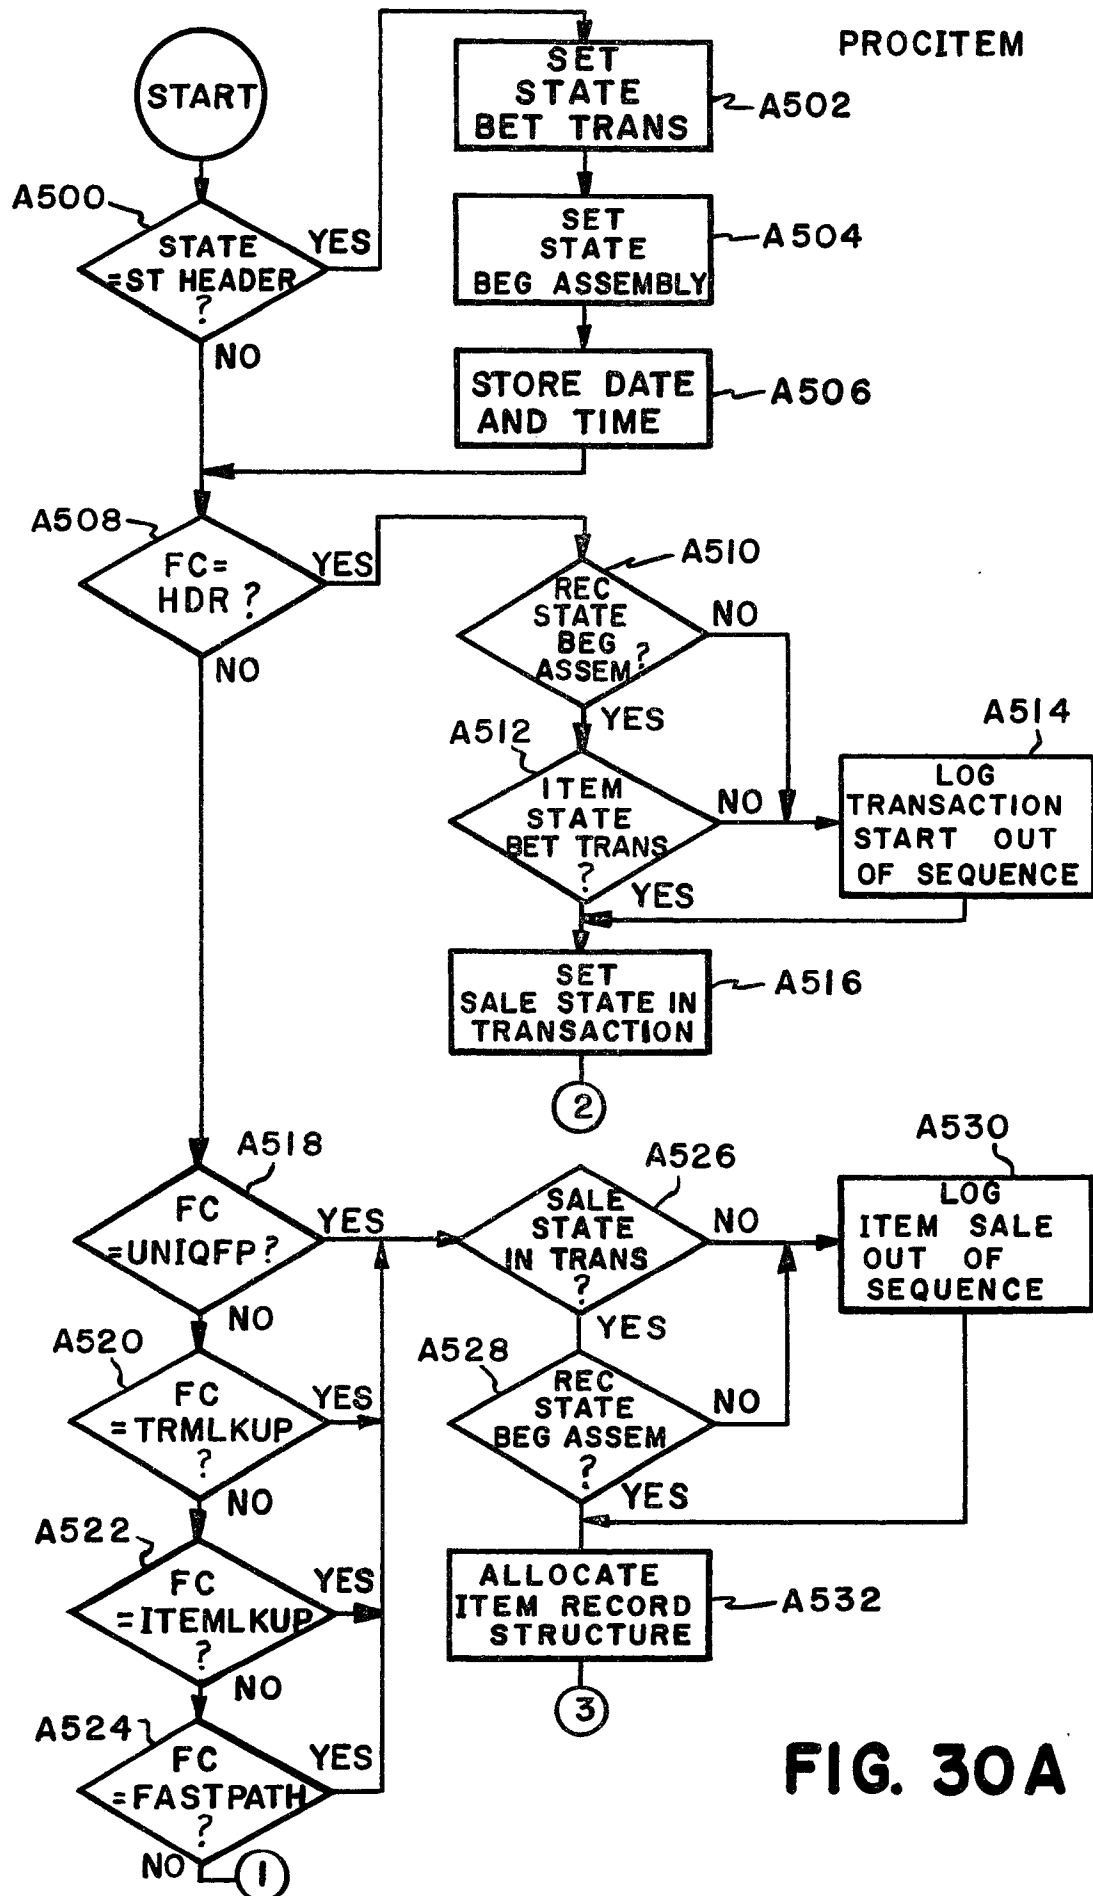 PROCITEM
START
SET
STATE
BET TRANS
A502
A500
STATE
=ST HEADER
?
YES
NO
SET
STATE
BEG ASSEMBLY
A504
STORE DATE
AND TIME
A506
A508
FC=
HDR ?
YES
NO
A510
REC
STATE
BEG
ASSEM ?
NO
YES
A512
ITEM
STATE
BET TRANS
?
NO
YES
A514
LOG
TRANSACTION
START OUT
OF SEQUENCE
SET
SALE STATE IN
TRANSACTION
A516
2
A518
FC
=UNIQFP ?
YES
NO
A520
FC
=TRMLKUP
?
YES
NO
A522
FC
=ITEMLKUP
?
YES
NO
A524
FC
=FASTPATH
?
YES
NO
1
A526
SALE
STATE
IN TRANS
?
NO
YES
A528
REC
STATE
BEG ASSEM
?
NO
YES
A530
LOG
ITEM SALE
OUT OF
SEQUENCE
ALLOCATE
ITEM RECORD
STRUCTURE
A532
3
FIG. 30A